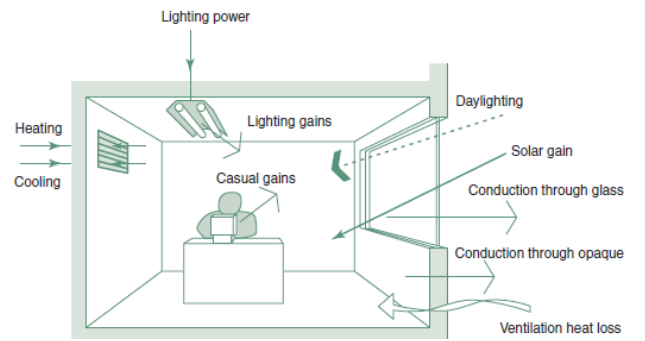 Lighting power
Daylighting
Lighting gains
Heating
Solar gain
Cooling
Casual gains
Conduction through glass
Conduction through opaque
Ventilation heat loss